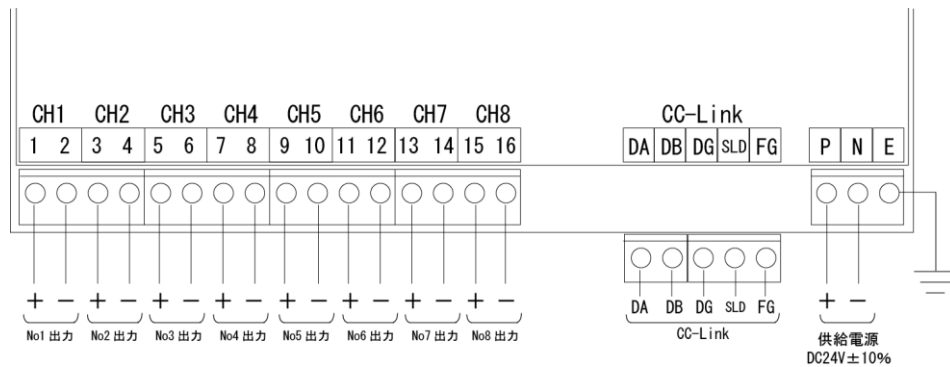 CH1 CH2 CH3 CH4 CH5 CH6 CH7 CH8 CC-Link
1 2 3 4 5 6 7 8 9 10 11 12 13 14 15 16 DA DB DG SLD FG P N E
+ − + − + − + − + − + − + − + − DA DB DG SLD FG + −
No1 出力 No2 出力 No3 出力 No4 出力 No5 出力 No6 出力 No7 出力 No8 出力 CC-Link 供給電源
DC24V±10%